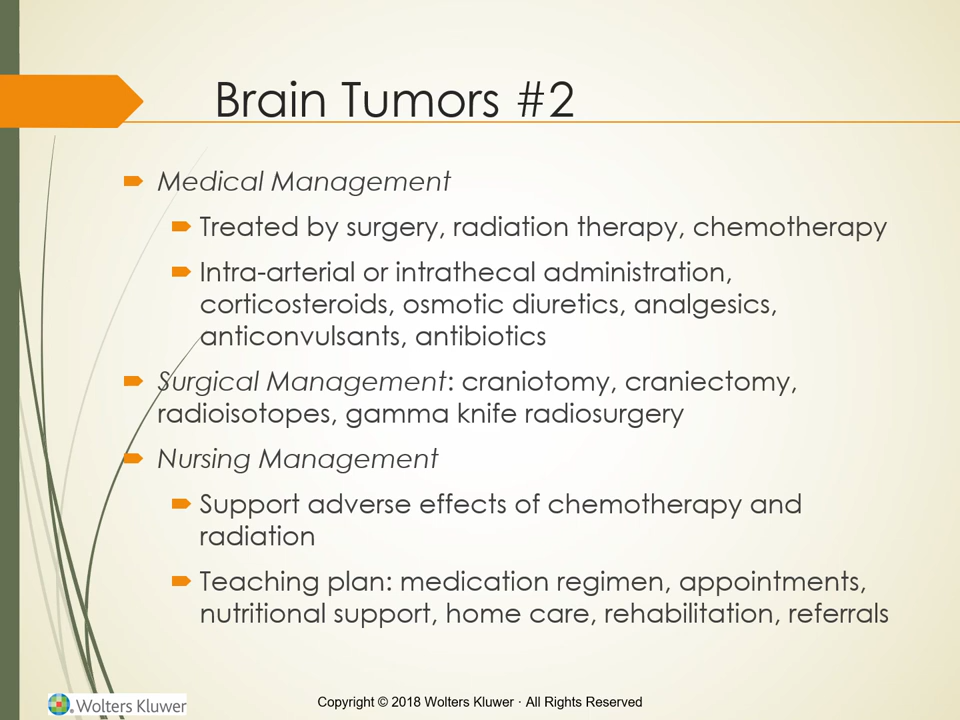 Brain Tumors #2
Medical Management
Treated by surgery, radiation therapy, chemotherapy
Intra-arterial or intrathecal administration,
corticosteroids, osmotic diuretics, analgesics,
anticonvulsants, antibiotics
Surgical Management: craniotomy, craniectomy,
radioisotopes, gamma knife radiosurgery
Nursing Management
Support adverse effects of chemotherapy and
radiation
Teaching plan: medication regimen, appointments,
nutritional support, home care, rehabilitation, referrals
Wolters Kluwer
Copyright © 2018 Wolters Kluwer · All Rights Reserved